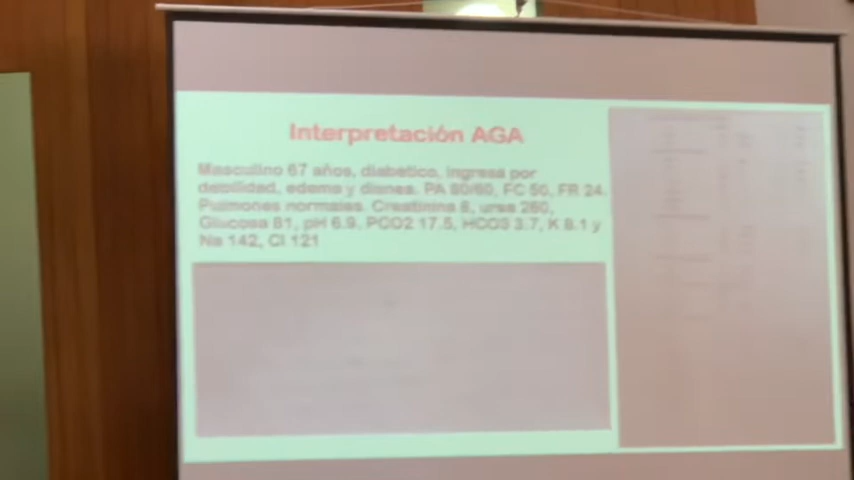 Interpretación AGA
Masculino 67 años, diabético, ingresa por
debilidad, edema y disnea. PA 80/60, FC 50, FR 24.
Pulmones normales. Creatinina 8, urea 260,
Glucosa 81, pH 6.9, PCO2 17.5, HCO3 3.7, K 8.1 y
Na 142, Cl 121